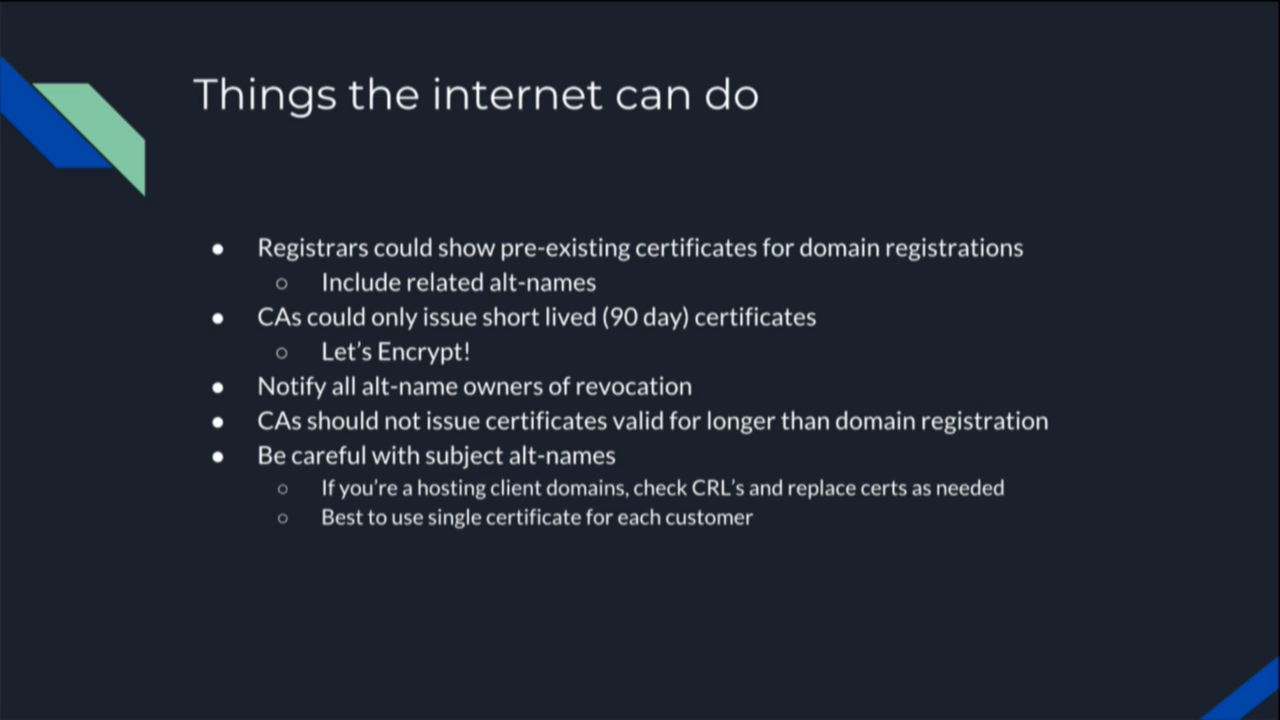 Things the internet can do
● Registrars could show pre-existing certificates for domain registrations
○ Include related alt-names
● CAs could only issue short lived (90 day) certificates
○ Let's Encrypt!
● Notify all alt-name owners of revocation
● CAs should not issue certificates valid for longer than domain registration
● Be careful with subject alt-names
○ If you're a hosting client domains, check CRL's and replace certs as needed
○ Best to use single certificate for each customer